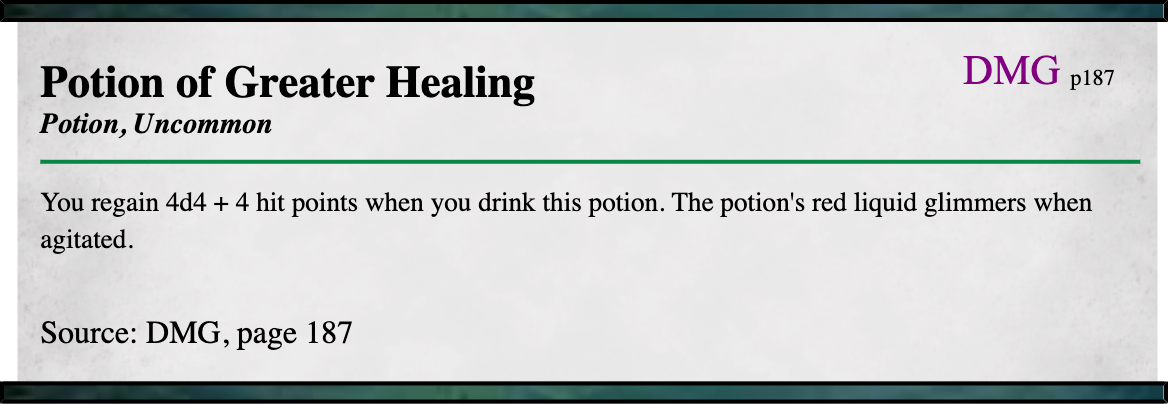 Potion of Greater Healing
DMG p187
Potion, Uncommon
You regain 4d4 + 4 hit points when you drink this potion. The potion's red liquid glimmers when
agitated.
Source: DMG, page 187